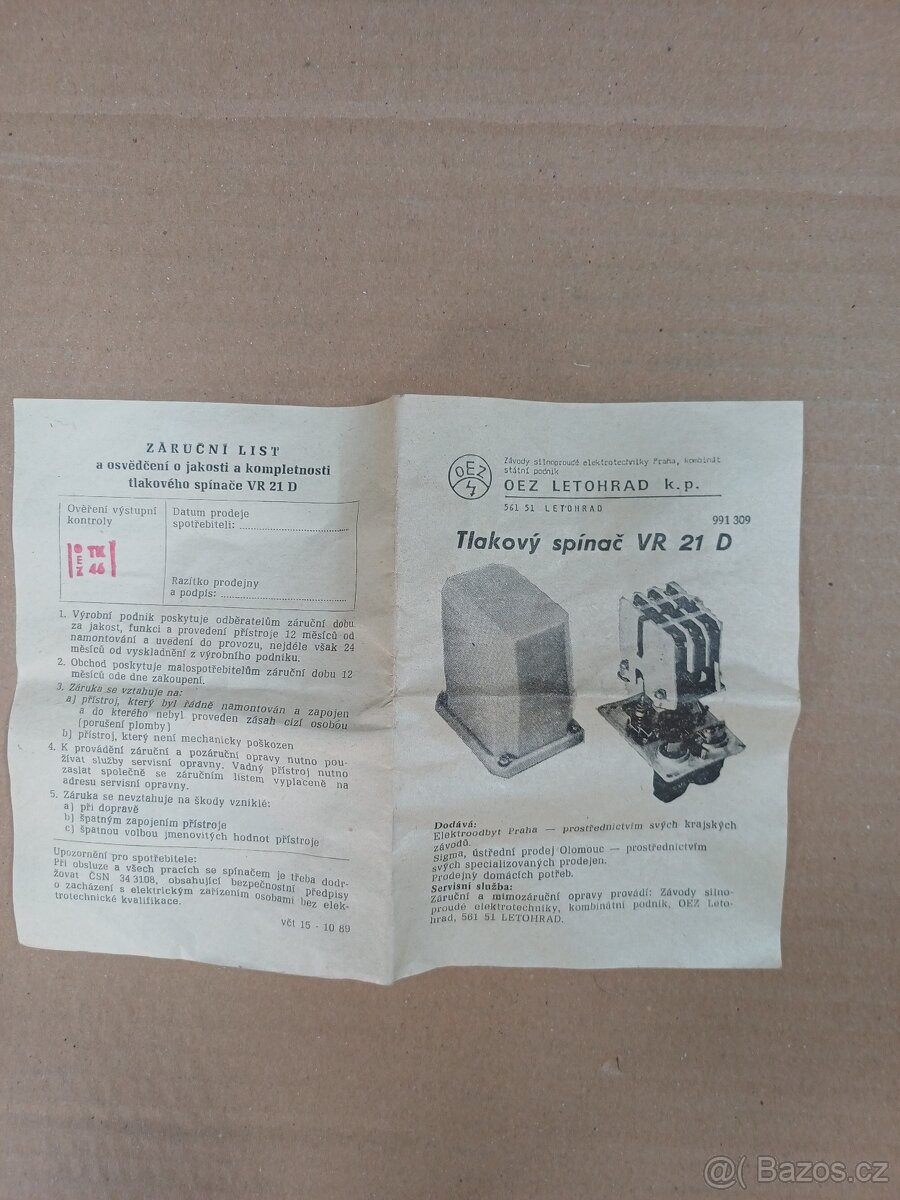 ZÁRUČNÍ LIST
a osvědčení o jakosti a kompletnosti
tlakového spínače VR 21 D
Ověření výstupní
kontroly
OEZ TK
46
Datum prodeje
spotřebiteli:
Razítko prodejny
a podpis:
1. Výrobní podnik poskytuje odběratelům záruční dobu
za jakost, funkci a provedení přístroje 12 měsíců od
namontování a uvedení do provozu, nejdéle však 24
měsíců od vyskladnění z výrobního podniku.
2. Obchod poskytuje malospotřebitelům záruční dobu 12
měsíců ode dne zakoupení.
3. Záruka se vztahuje na:
a) přístroj, který byl řádně namontován a zapojen
a do kterého nebyl proveden zásah cizí osobou
(porušení plomby)
b) přístroj, který není mechanicky poškozen
4. K provádění záruční a pozáruční opravy nutno pou-
žívat služby servisní opravny. Vadný přístroj nutno
zaslat společně se záručním listem vyplaceně na
adresu servisní opravny.
5. Záruka se nevztahuje na škody vzniklé:
a) při dopravě
b) špatným zapojením přístroje
c) špatnou volbou jmenovitých hodnot přístroje
Upozornění pro spotřebitele:
Při obsluze a všech pracích se spínačem je třeba dodr-
žovat ČSN 34 3108, obsahující bezpečnostní předpisy
o zacházení s elektrickým zařízením osobami bez elek-
trotechnické kvalifikace.
včt 15 - 10 89
OEZ
Závody silnoproudé elektrotechniky Praha, kombinát
státní podnik
OEZ LETOHRAD k.p.
561 51 LETOHRAD
991 309
Tlakový spínač VR 21 D
Dodává:
Elektroodbyt Praha — prostřednictvím svých krajských
závodů.
Sigma, ústřední prodej Olomouc — prostřednictvím
svých specializovaných prodejen.
Prodejny domácích potřeb.
Servisní služba:
Záruční a mimozáruční opravy provádí: Závody silno-
proudé elektrotechniky, kombinátní podnik, OEZ Leto-
hrad, 561 51 LETOHRAD.
@( Bazos.cz